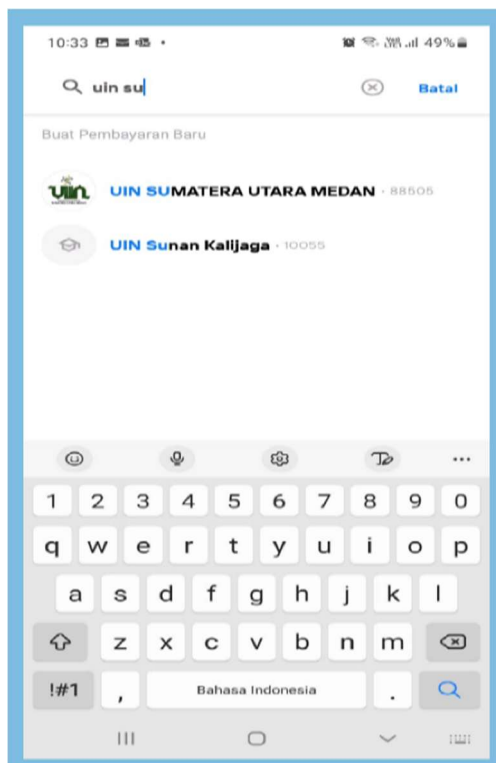 10:33 49%
uin su Batal
Buat Pembayaran Baru
uin UIN SUMATERA UTARA MEDAN · 88505
UIN Sunan Kalijaga · 10055
1 2 3 4 5 6 7 8 9 0
q w e r t y u i o p
a s d f g h j k l
z x c v b n m
!#1 , Bahasa Indonesia .